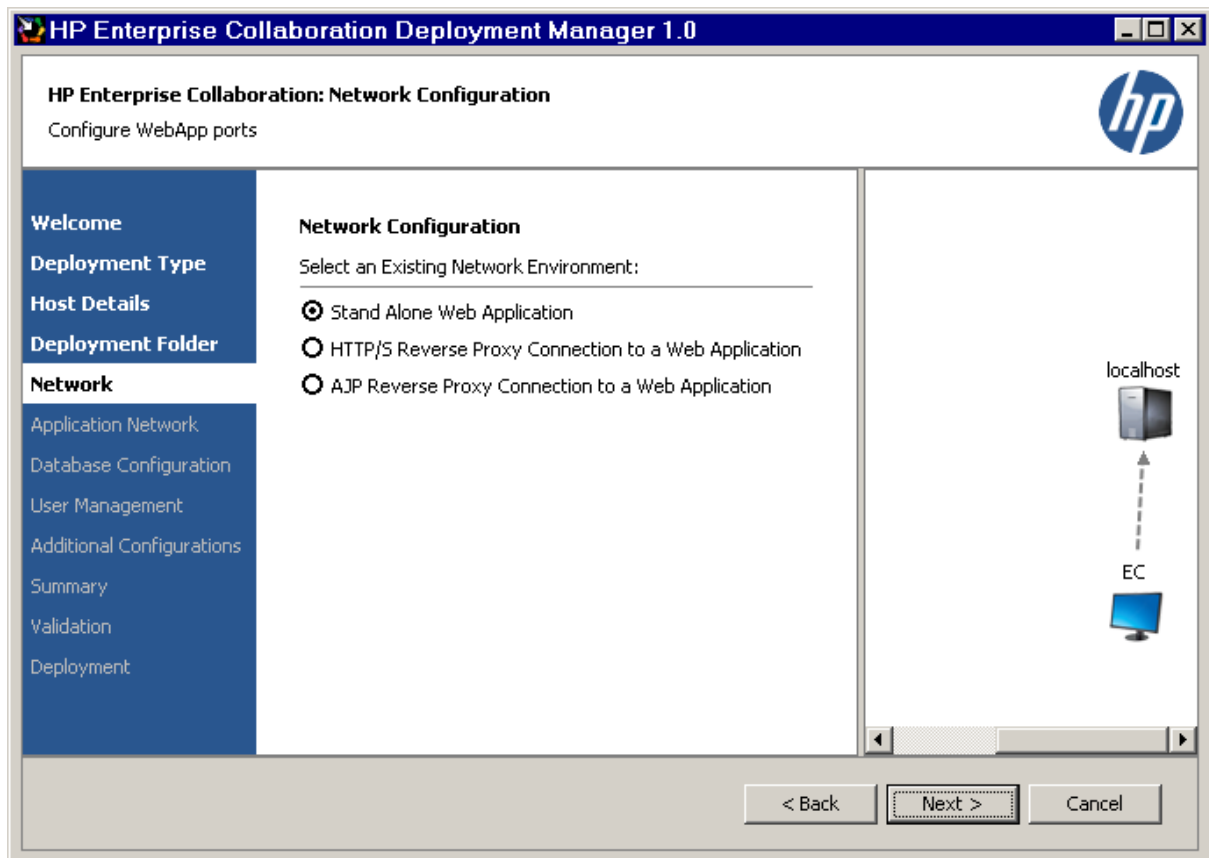 HP Enterprise Collaboration Deployment Manager 1.0
HP Enterprise Collaboration: Network Configuration
Configure WebApp ports
hp
Welcome
Deployment Type
Host Details
Deployment Folder
Network
Application Network
Database Configuration
User Management
Additional Configurations
Summary
Validation
Deployment
Network Configuration
Select an Existing Network Environment:
Stand Alone Web Application
HTTP/S Reverse Proxy Connection to a Web Application
AJP Reverse Proxy Connection to a Web Application
localhost
EC
< Back
Next >
Cancel